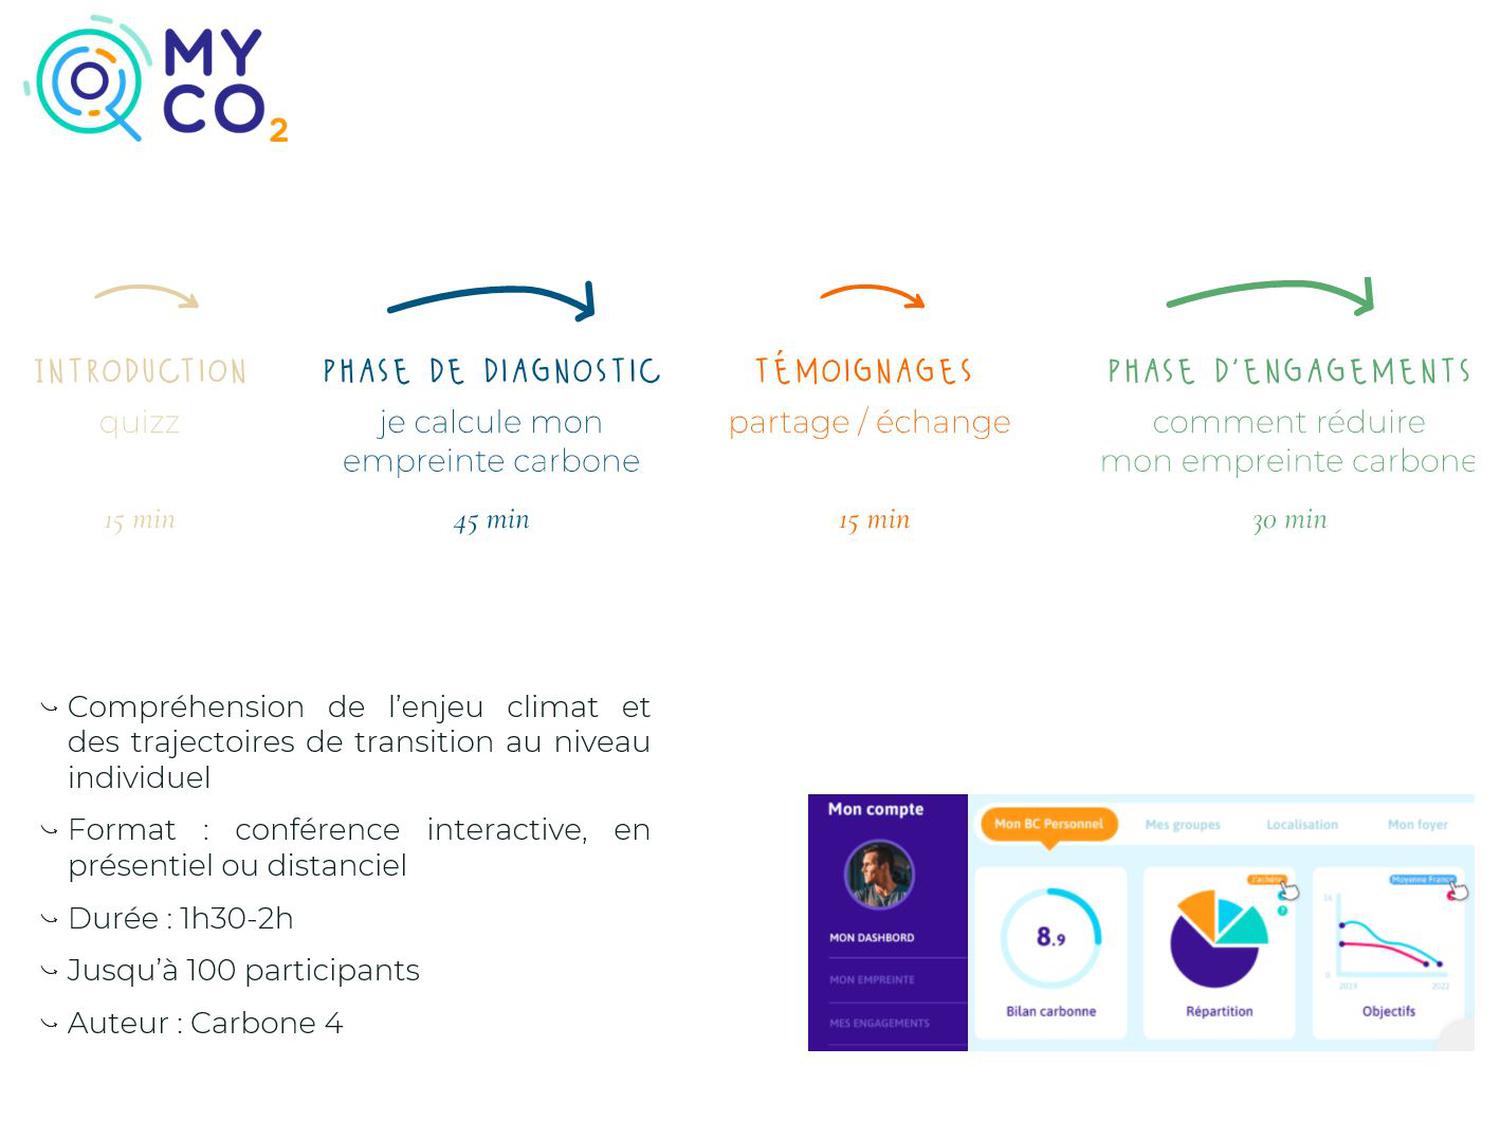 MY
CO2
INTRODUCTION
quizz
15 min
PHASE DE DIAGNOSTIC
je calcule mon
empreinte carbone
45 min
TÉMOIGNAGES
partage / échange
15 min
PHASE D'ENGAGEMENTS
comment réduire
mon empreinte carbone
30 min
Compréhension de l'enjeu climat et
des trajectoires de transition au niveau
individuel
Format : conférence interactive, en
présentiel ou distanciel
Durée : 1h30-2h
Jusqu'à 100 participants
Auteur : Carbone 4
Mon compte
MON DASHBORD
MON EMPREINTE
MES ENGAGEMENTS
Mon BC Personnel
Mes groupes
Localisation
Mon foyer
8.9
Bilan carbonne
Répartition
Moyenne France
0
2022
Objectifs